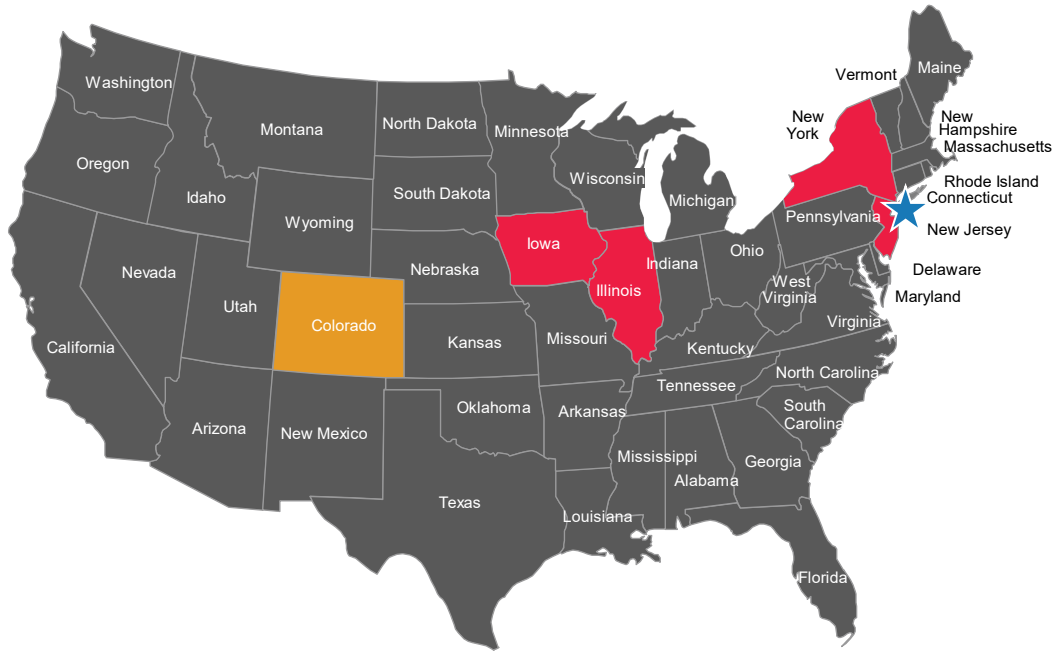 Maine
Vermont
Washington
New
York
New
Hampshire
Massachusetts
Montana
North Dakota
Minnesota
Oregon
Wisconsin
Michigan
Rhode Island
Connecticut
Idaho
South Dakota
Wyoming
Pennsylvania
New Jersey
Iowa
Ohio
Indiana
Nevada
Nebraska
Delaware
Illinois
West
Virginia
Maryland
Utah
Colorado
Virginia
California
Kansas
Missouri
Kentucky
North Carolina
Tennessee
Oklahoma
Arkansas
South
Carolina
Arizona
New Mexico
Mississippi
Georgia
Alabama
Texas
Louisiana
Florida